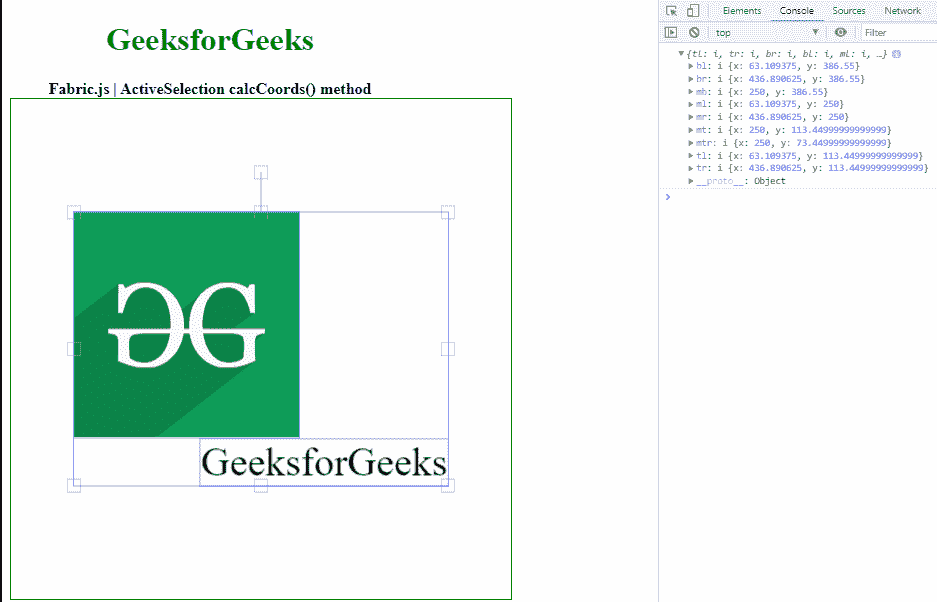 GeeksforGeeks
Fabric.js | ActiveSelection calcCoords() method
GeeksforGeeks
Elements Console Sources Network
top ▼ Filter
▼{tl: i, tr: i, br: i, bl: i, ml: i, …}
▶bl: i {x: 63.109375, y: 386.55}
▶br: i {x: 436.890625, y: 386.55}
▶mb: i {x: 250, y: 386.55}
▶ml: i {x: 63.109375, y: 250}
▶mr: i {x: 436.890625, y: 250}
▶mt: i {x: 250, y: 113.44999999999999}
▶mtr: i {x: 250, y: 73.44999999999999}
▶tl: i {x: 63.109375, y: 113.44999999999999}
▶tr: i {x: 436.890625, y: 113.44999999999999}
▶__proto__: Object